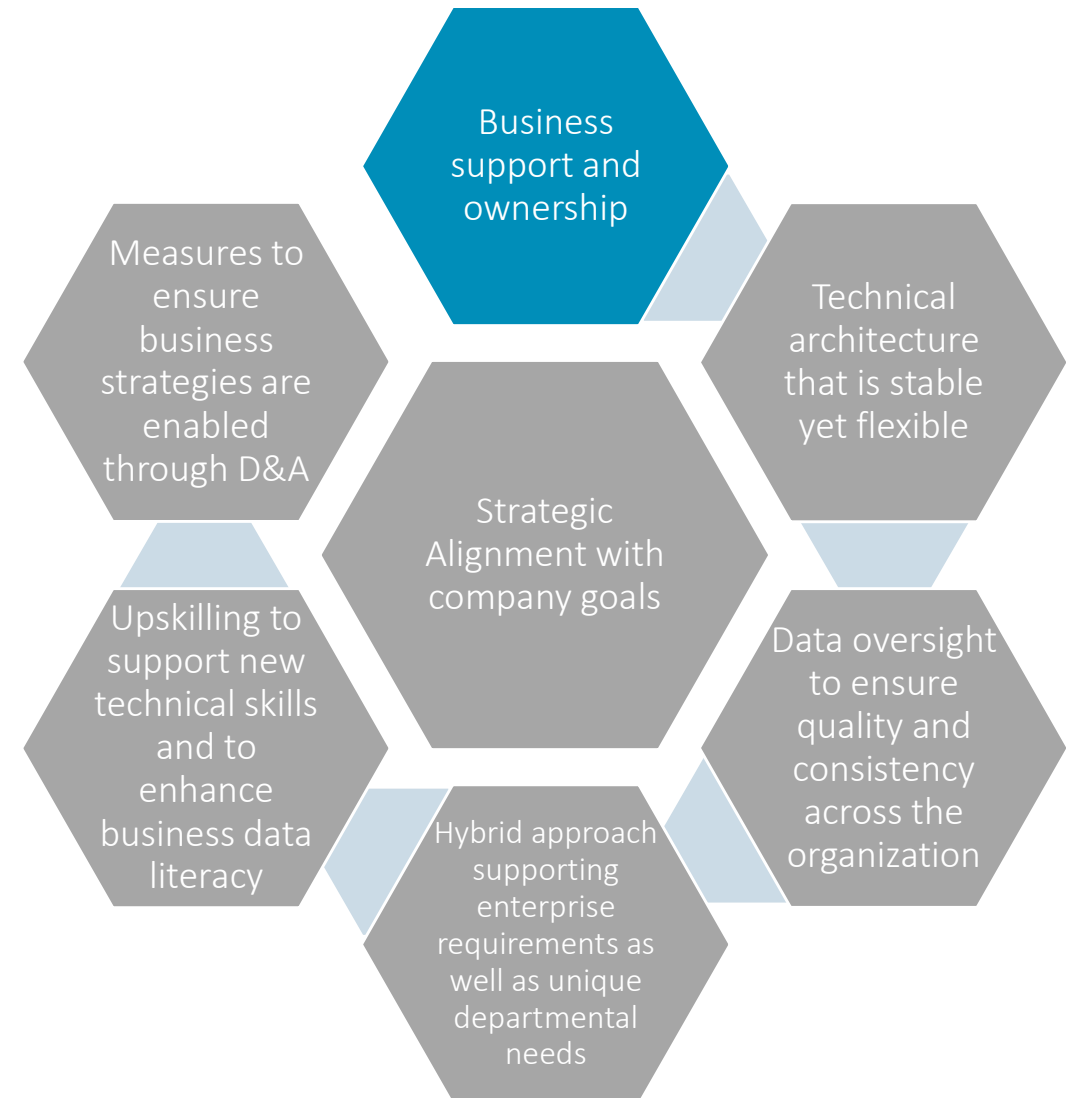 Business
support and
ownership
Technical
architecture
that is stable
yet flexible
Data oversight
to ensure
quality and
consistency
across the
organization
Hybrid approach
supporting
enterprise
requirements as
well as unique
departmental
needs
Upskilling to
support new
technical skills
and to
enhance
business data
literacy
Measures to
ensure
business
strategies are
enabled
through D&A
Strategic
Alignment with
company goals